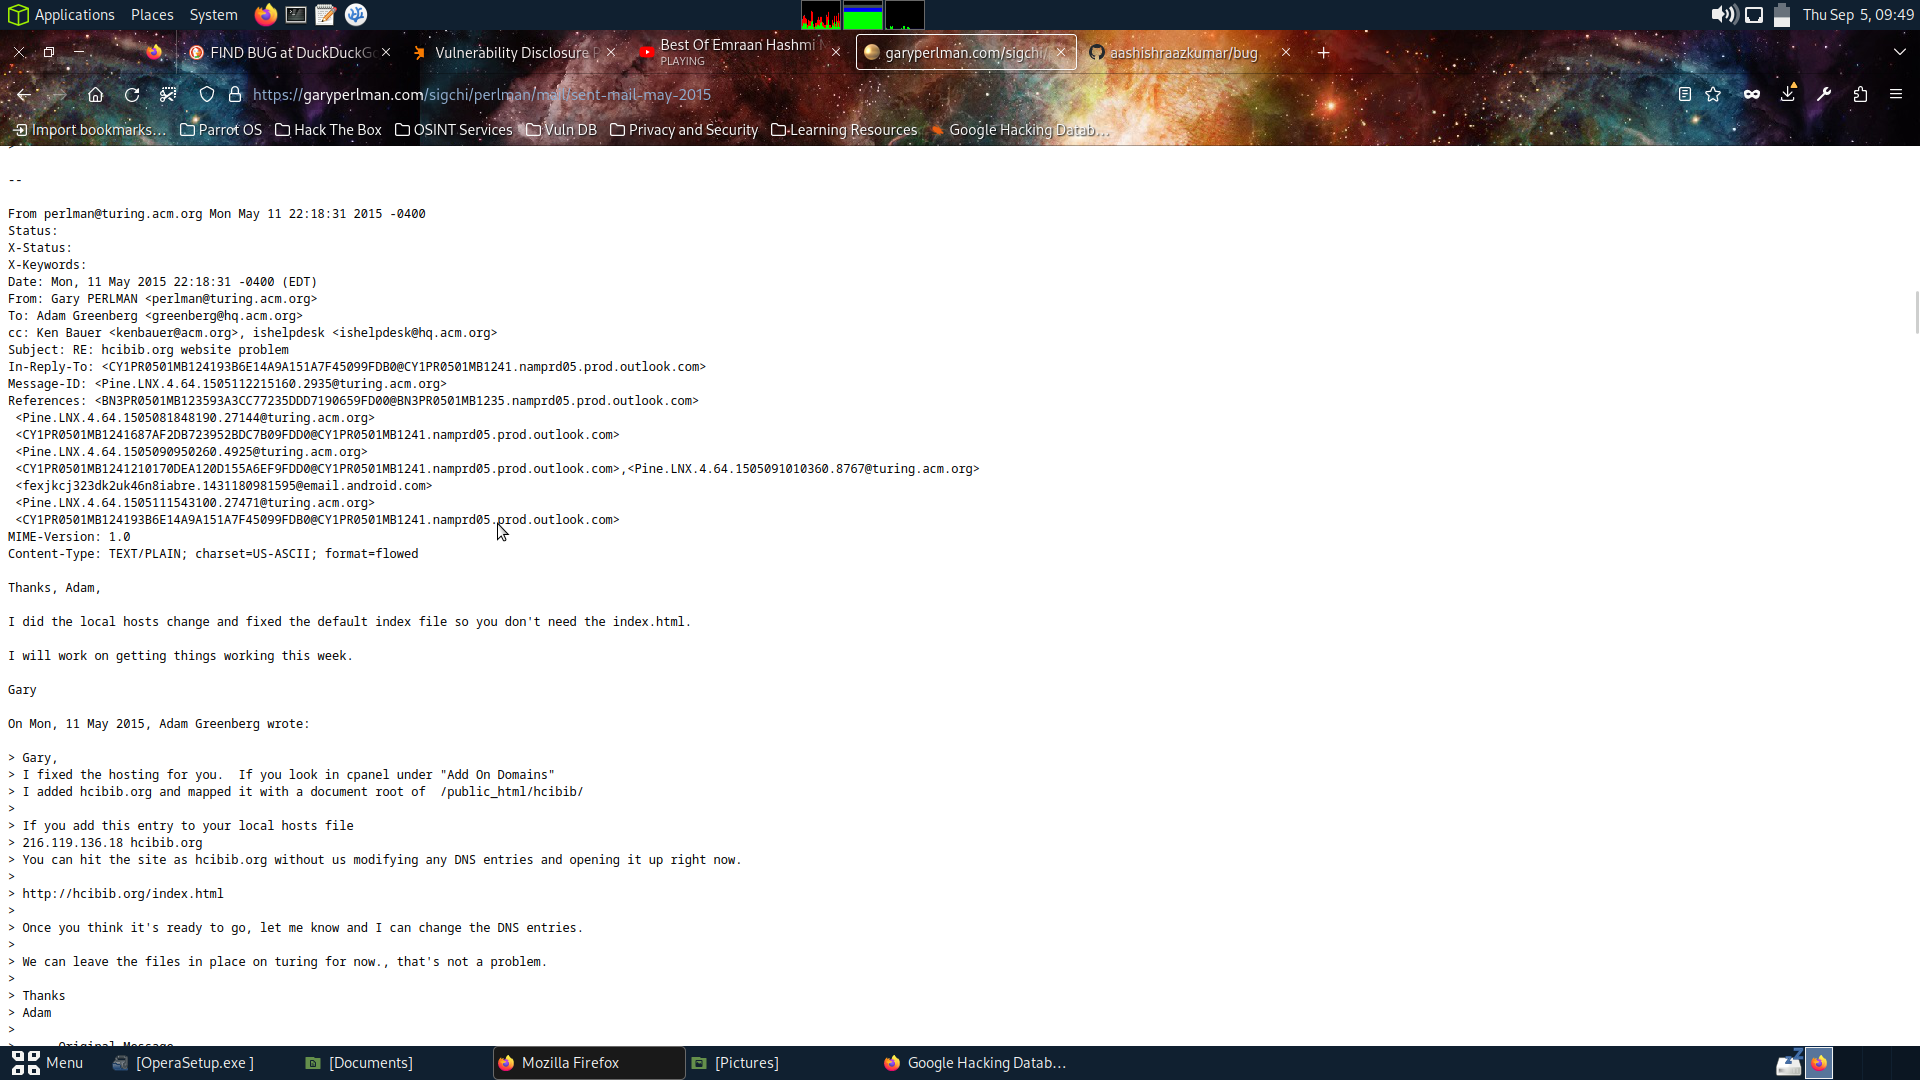 Applications Places System
Thu Sep 5, 09:49
FIND BUG at DuckDuckG
Vulnerability Disclosure
Best Of Emraan Hashmi
PLAYING
garyperlman.com/sigchi/
aashishraazkumar/bug
https://garyperlman.com/sigchi/perlman/mail/sent-mail-may-2015
Import bookmarks... Parrot OS Hack The Box OSINT Services Vuln DB Privacy and Security Learning Resources Google Hacking Datab...
--
From perlman@turing.acm.org Mon May 11 22:18:31 2015 -0400
Status:
X-Status:
X-Keywords:
Date: Mon, 11 May 2015 22:18:31 -0400 (EDT)
From: Gary PERLMAN <perlman@turing.acm.org>
To: Adam Greenberg <greenberg@hq.acm.org>
cc: Ken Bauer <kenbauer@acm.org>, ishelpdesk <ishelpdesk@hq.acm.org>
Subject: RE: hcibib.org website problem
In-Reply-To: <CY1PR0501MB124193B6E14A9A151A7F45099FDB0@CY1PR0501MB1241.namprd05.prod.outlook.com>
Message-ID: <Pine.LNX.4.64.1505112215160.2935@turing.acm.org>
References: <BN3PR0501MB123593A3CC77235DDD7190659FD00@BN3PR0501MB1235.namprd05.prod.outlook.com>
<Pine.LNX.4.64.1505081848190.27144@turing.acm.org>
<CY1PR0501MB1241687AF2DB723952BDC7B09FDD0@CY1PR0501MB1241.namprd05.prod.outlook.com>
<Pine.LNX.4.64.1505090950260.4925@turing.acm.org>
<CY1PR0501MB1241210170DEA120D155A6EF9FDD0@CY1PR0501MB1241.namprd05.prod.outlook.com>,<Pine.LNX.4.64.1505091010360.8767@turing.acm.org>
<fexjkcj323dk2uk46n8iabre.1431180981595@email.android.com>
<Pine.LNX.4.64.1505111543100.27471@turing.acm.org>
<CY1PR0501MB124193B6E14A9A151A7F45099FDB0@CY1PR0501MB1241.namprd05.prod.outlook.com>
MIME-Version: 1.0
Content-Type: TEXT/PLAIN; charset=US-ASCII; format=flowed
Thanks, Adam,
I did the local hosts change and fixed the default index file so you don't need the index.html.
I will work on getting things working this week.
Gary
On Mon, 11 May 2015, Adam Greenberg wrote:
> Gary,
> I fixed the hosting for you.  If you look in cpanel under "Add On Domains"
> I added hcibib.org and mapped it with a document root of  /public_html/hcibib/
>
> If you add this entry to your local hosts file
> 216.119.136.18 hcibib.org
> You can hit the site as hcibib.org without us modifying any DNS entries and opening it up right now.
>
> http://hcibib.org/index.html
>
> Once you think it's ready to go, let me know and I can change the DNS entries.
>
> We can leave the files in place on turing for now., that's not a problem.
>
> Thanks
> Adam
>
Menu [OperaSetup.exe ] [Documents] Mozilla Firefox [Pictures] Google Hacking Datab...